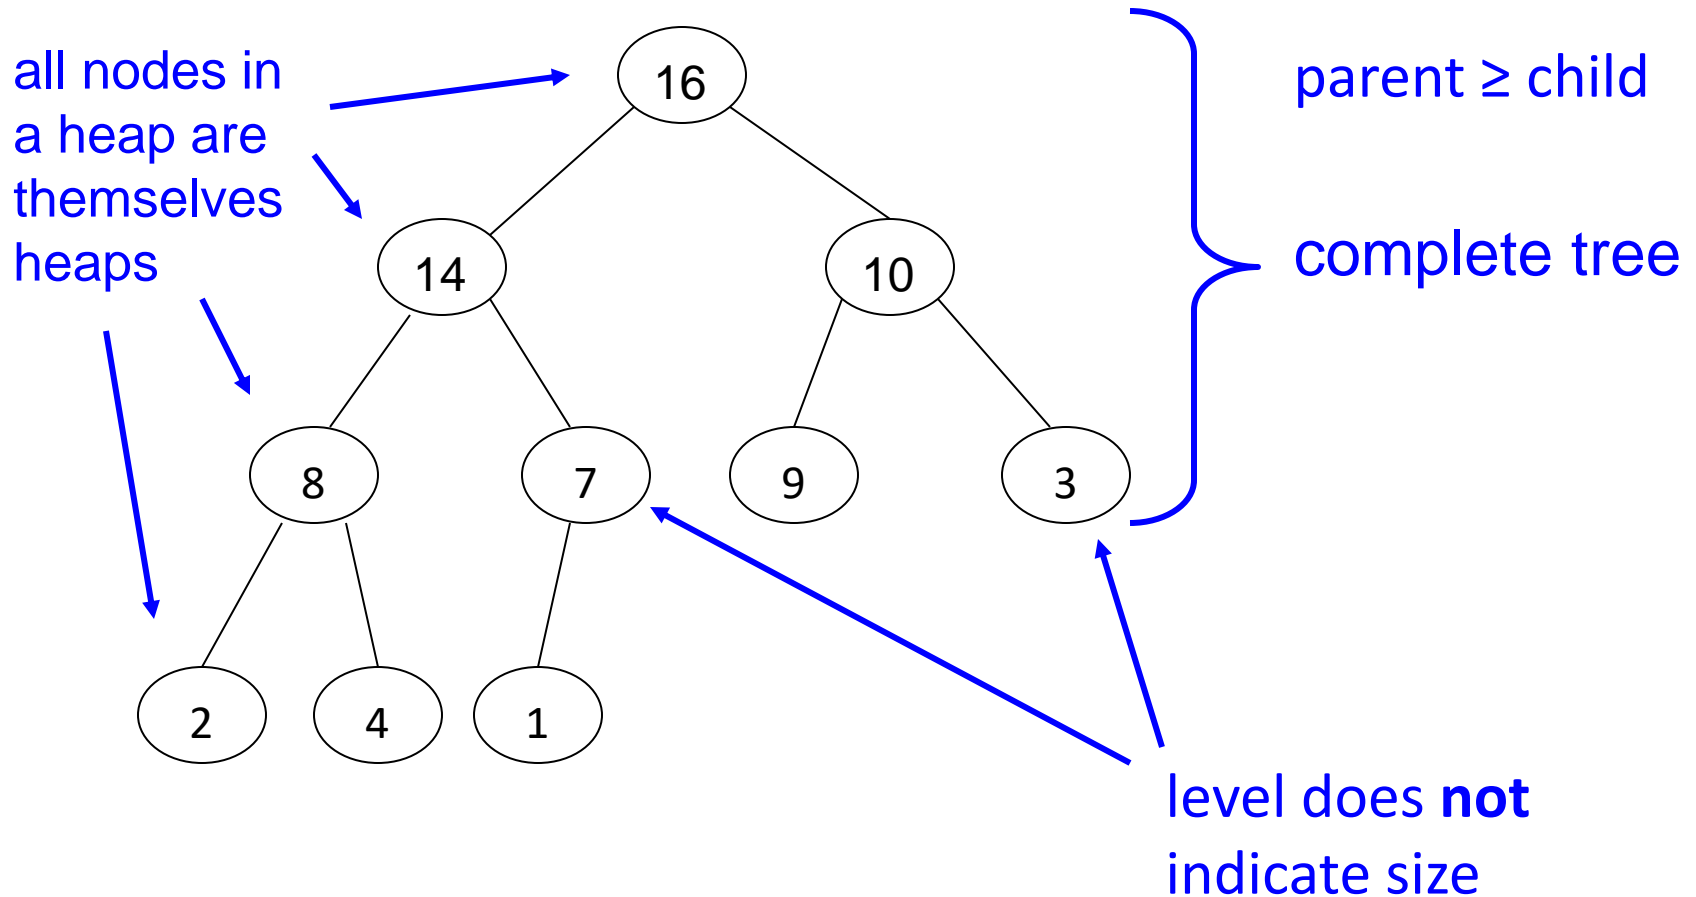 all nodes in
a heap are
themselves
heaps
16
parent ≥ child
complete tree
14
10
8
7
9
3
2
4
1
level does not
indicate size